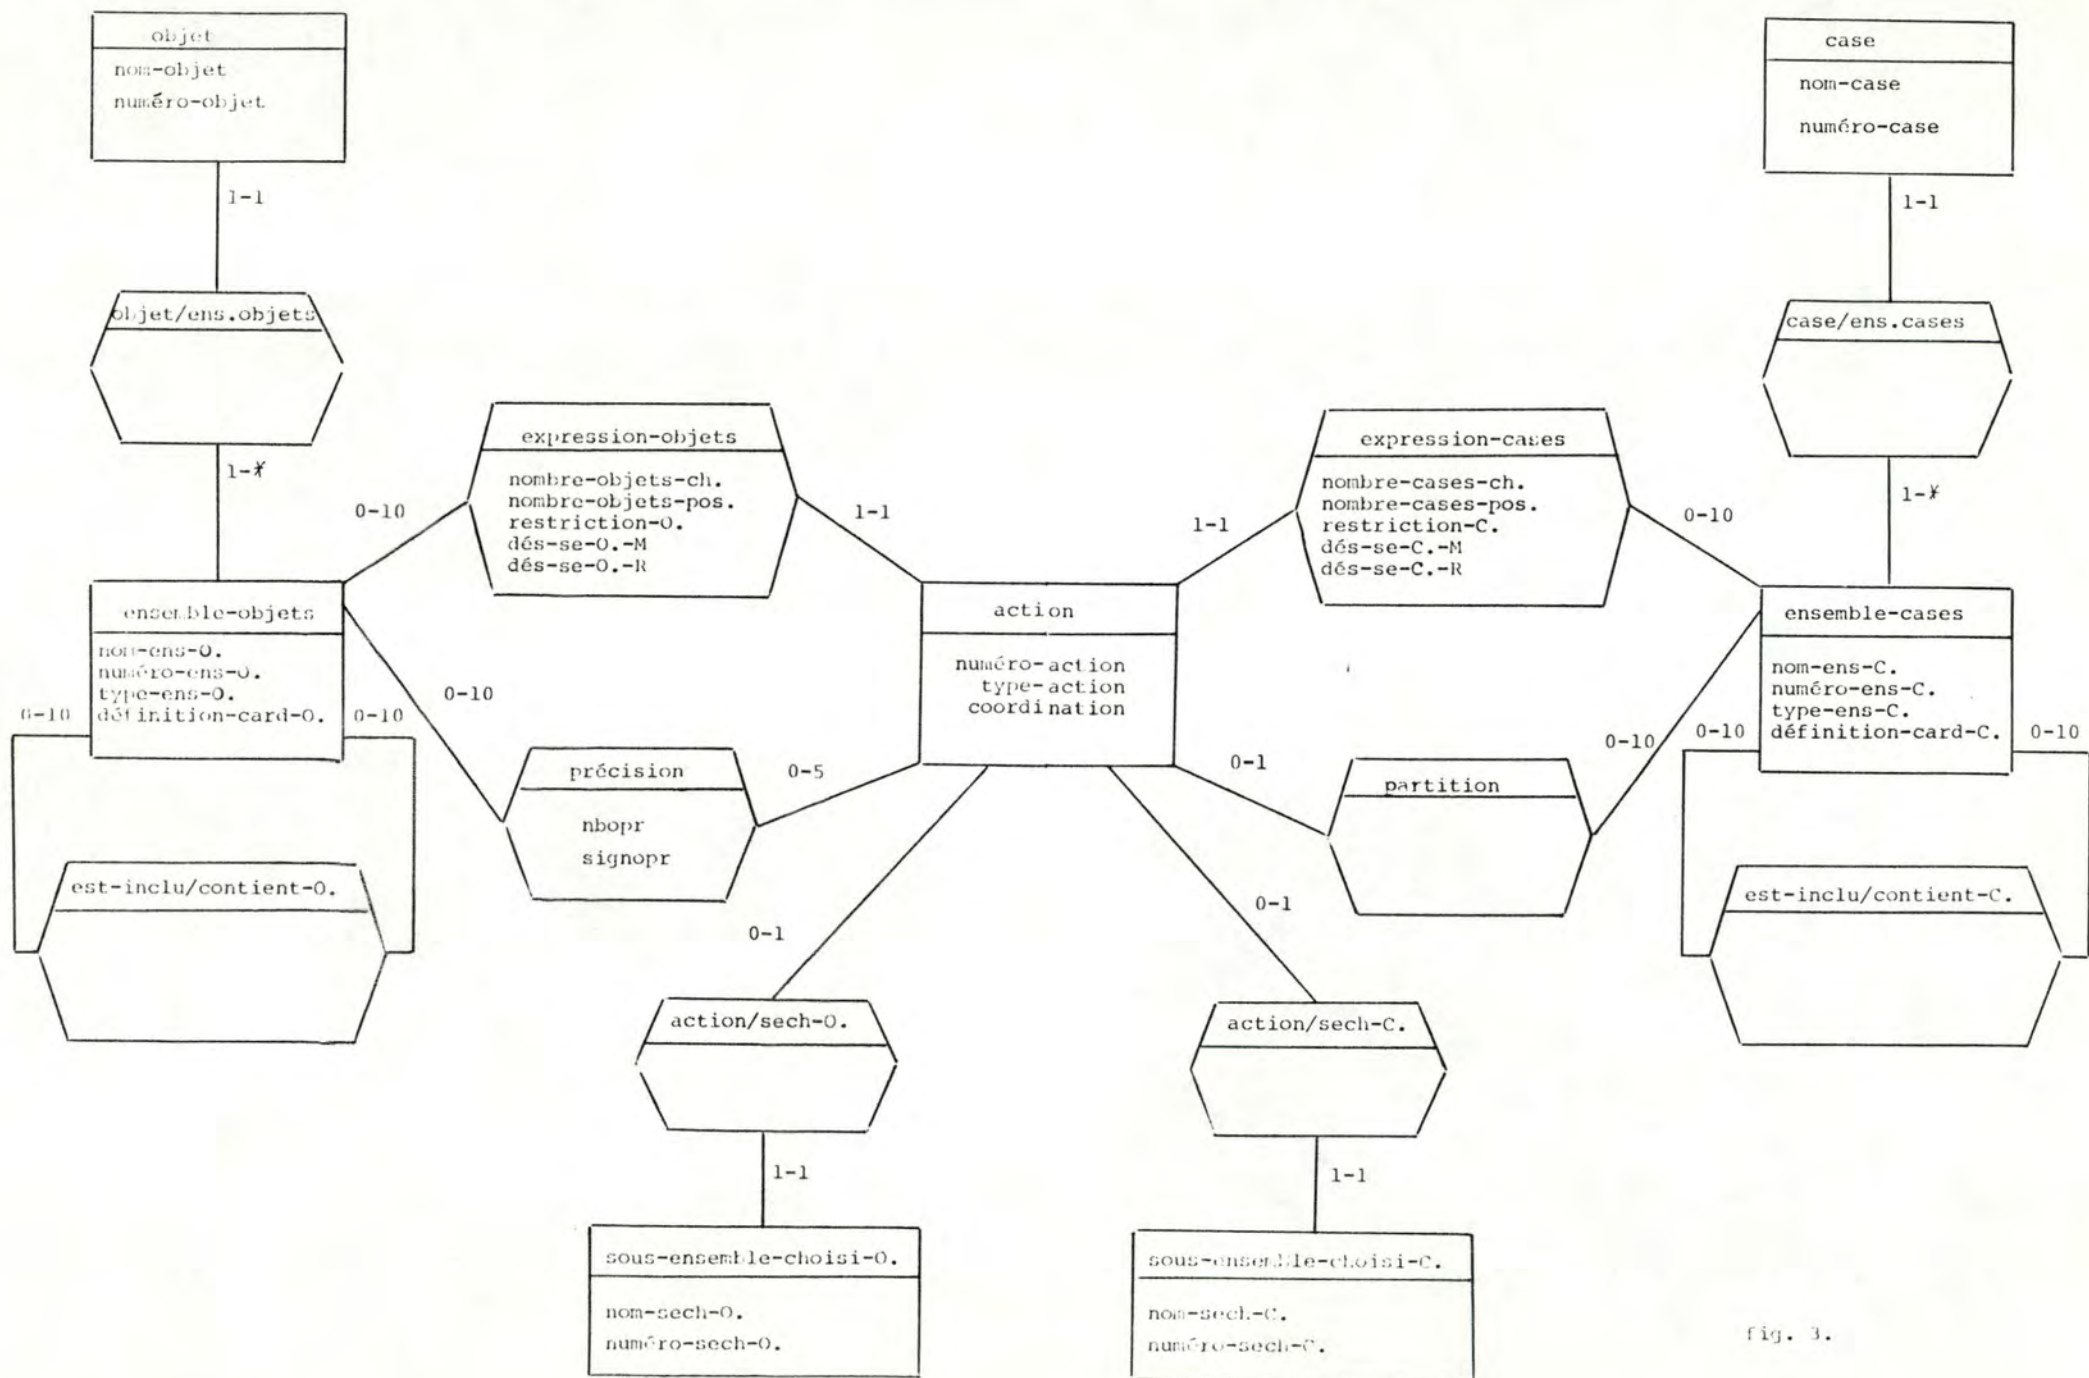 objet
nom-objet
numéro-objet
1-1
objet/ens.objets
1-*
case
nom-case
numéro-case
1-1
case/ens.cases
1-*
expression-objets
nombre-objets-ch.
nombre-objets-pos.
restriction-O.
dés-se-O.-M
dés-se-O.-R
0-10
1-1
expression-cases
nombre-cases-ch.
nombre-cases-pos.
restriction-C.
dés-se-C.-M
dés-se-C.-R
1-1
0-10
ensemble-objets
nom-ens-O.
numéro-ens-O.
type-ens-O.
définition-card-O.
0-10
0-10
0-10
action
numéro-action
type-action
coordination
ensemble-cases
nom-ens-C.
numéro-ens-C.
type-ens-C.
définition-card-C.
0-10
0-10
0-10
précision
nbopr
signopr
0-5
0-1
partition
est-inclu/contient-O.
est-inclu/contient-C.
0-1
0-1
action/sech-O.
action/sech-C.
1-1
1-1
sous-ensemble-choisi-O.
nom-sech-O.
numéro-sech-O.
sous-ensemble-choisi-C.
nom-sech-C.
numéro-sech-C.
fig. 3.